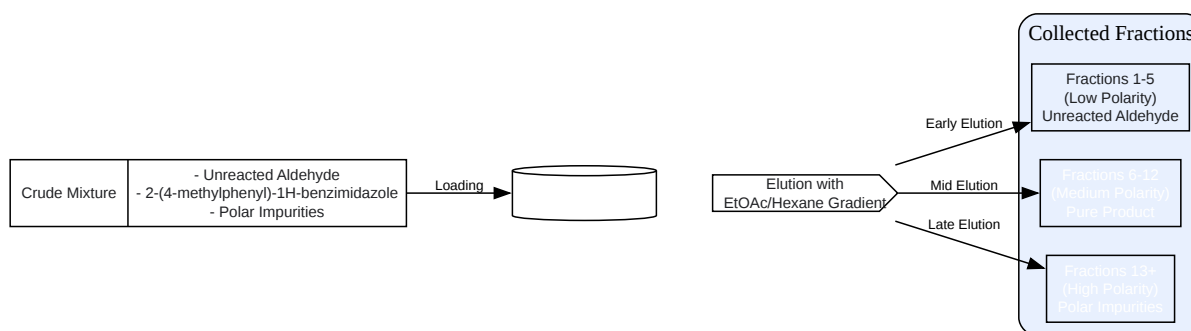 Crude Mixture
- Unreacted Aldehyde
- 2-(4-methylphenyl)-1H-benzimidazole
- Polar Impurities
Loading
Elution with
EtOAc/Hexane Gradient
Early Elution
Mid Elution
Late Elution
Collected Fractions
Fractions 1-5
(Low Polarity)
Unreacted Aldehyde
Fractions 6-12
(Medium Polarity)
Pure Product
Fractions 13+
(High Polarity)
Polar Impurities